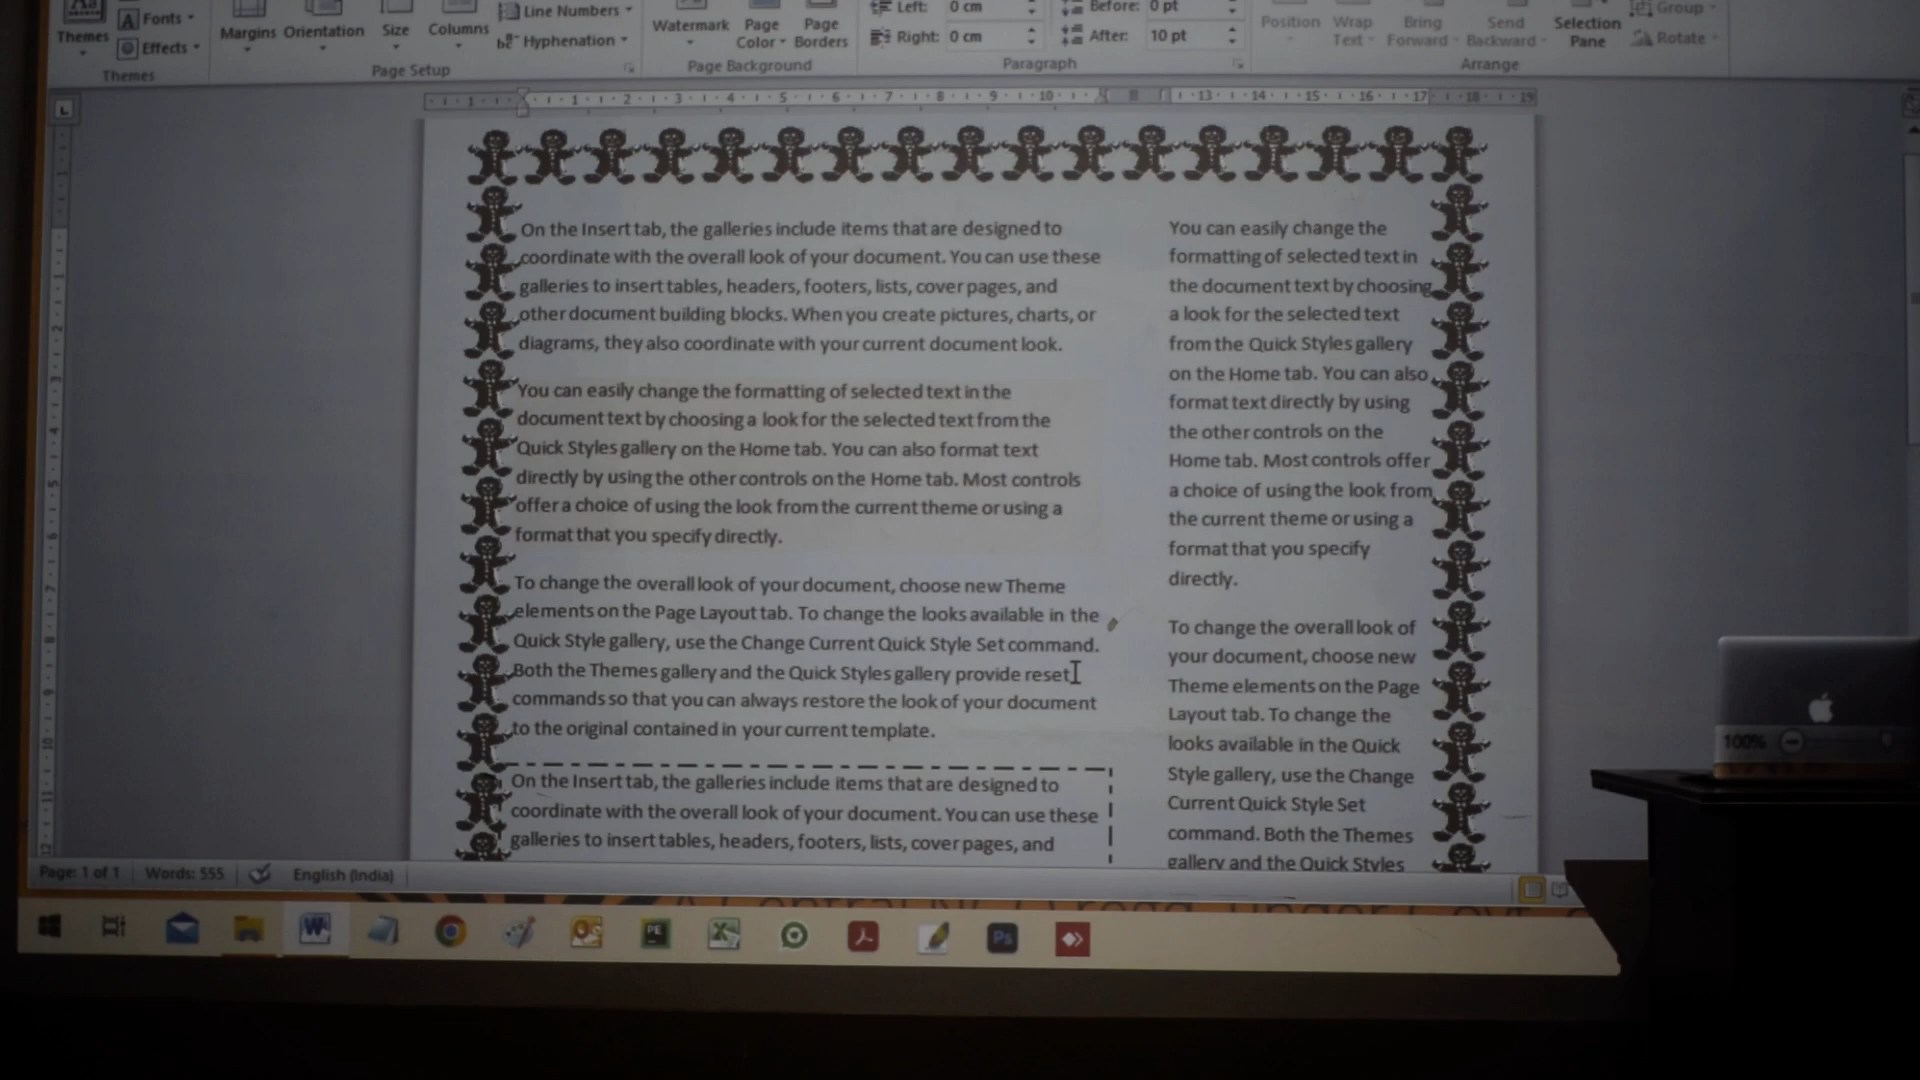 Themes
Fonts
Effects
Themes
Margins
Orientation
Size
Columns
Line Numbers
Hyphenation
Page Setup
Watermark
Page Color
Page Borders
Page Background
Left: 0 cm
Right: 0 cm
Before: 0 pt
After: 10 pt
Paragraph
Position
Wrap Text
Bring Forward
Send Backward
Selection Pane
Group
Rotate
Arrange
On the Insert tab, the galleries include items that are designed to
coordinate with the overall look of your document. You can use these
galleries to insert tables, headers, footers, lists, cover pages, and
other document building blocks. When you create pictures, charts, or
diagrams, they also coordinate with your current document look.
You can easily change the formatting of selected text in the
document text by choosing a look for the selected text from the
Quick Styles gallery on the Home tab. You can also format text
directly by using the other controls on the Home tab. Most controls
offer a choice of using the look from the current theme or using a
format that you specify directly.
To change the overall look of your document, choose new Theme
elements on the Page Layout tab. To change the looks available in the
Quick Style gallery, use the Change Current Quick Style Set command.
Both the Themes gallery and the Quick Styles gallery provide reset
commands so that you can always restore the look of your document
to the original contained in your current template.
On the Insert tab, the galleries include items that are designed to
coordinate with the overall look of your document. You can use these
galleries to insert tables, headers, footers, lists, cover pages, and
You can easily change the
formatting of selected text in
the document text by choosing
a look for the selected text
from the Quick Styles gallery
on the Home tab. You can also
format text directly by using
the other controls on the
Home tab. Most controls offer
a choice of using the look from
the current theme or using a
format that you specify
directly.
To change the overall look of
your document, choose new
Theme elements on the Page
Layout tab. To change the
looks available in the Quick
Style gallery, use the Change
Current Quick Style Set
command. Both the Themes
gallery and the Quick Styles
100%
Page: 1 of 1
Words: 555
English (India)
PE
Ps